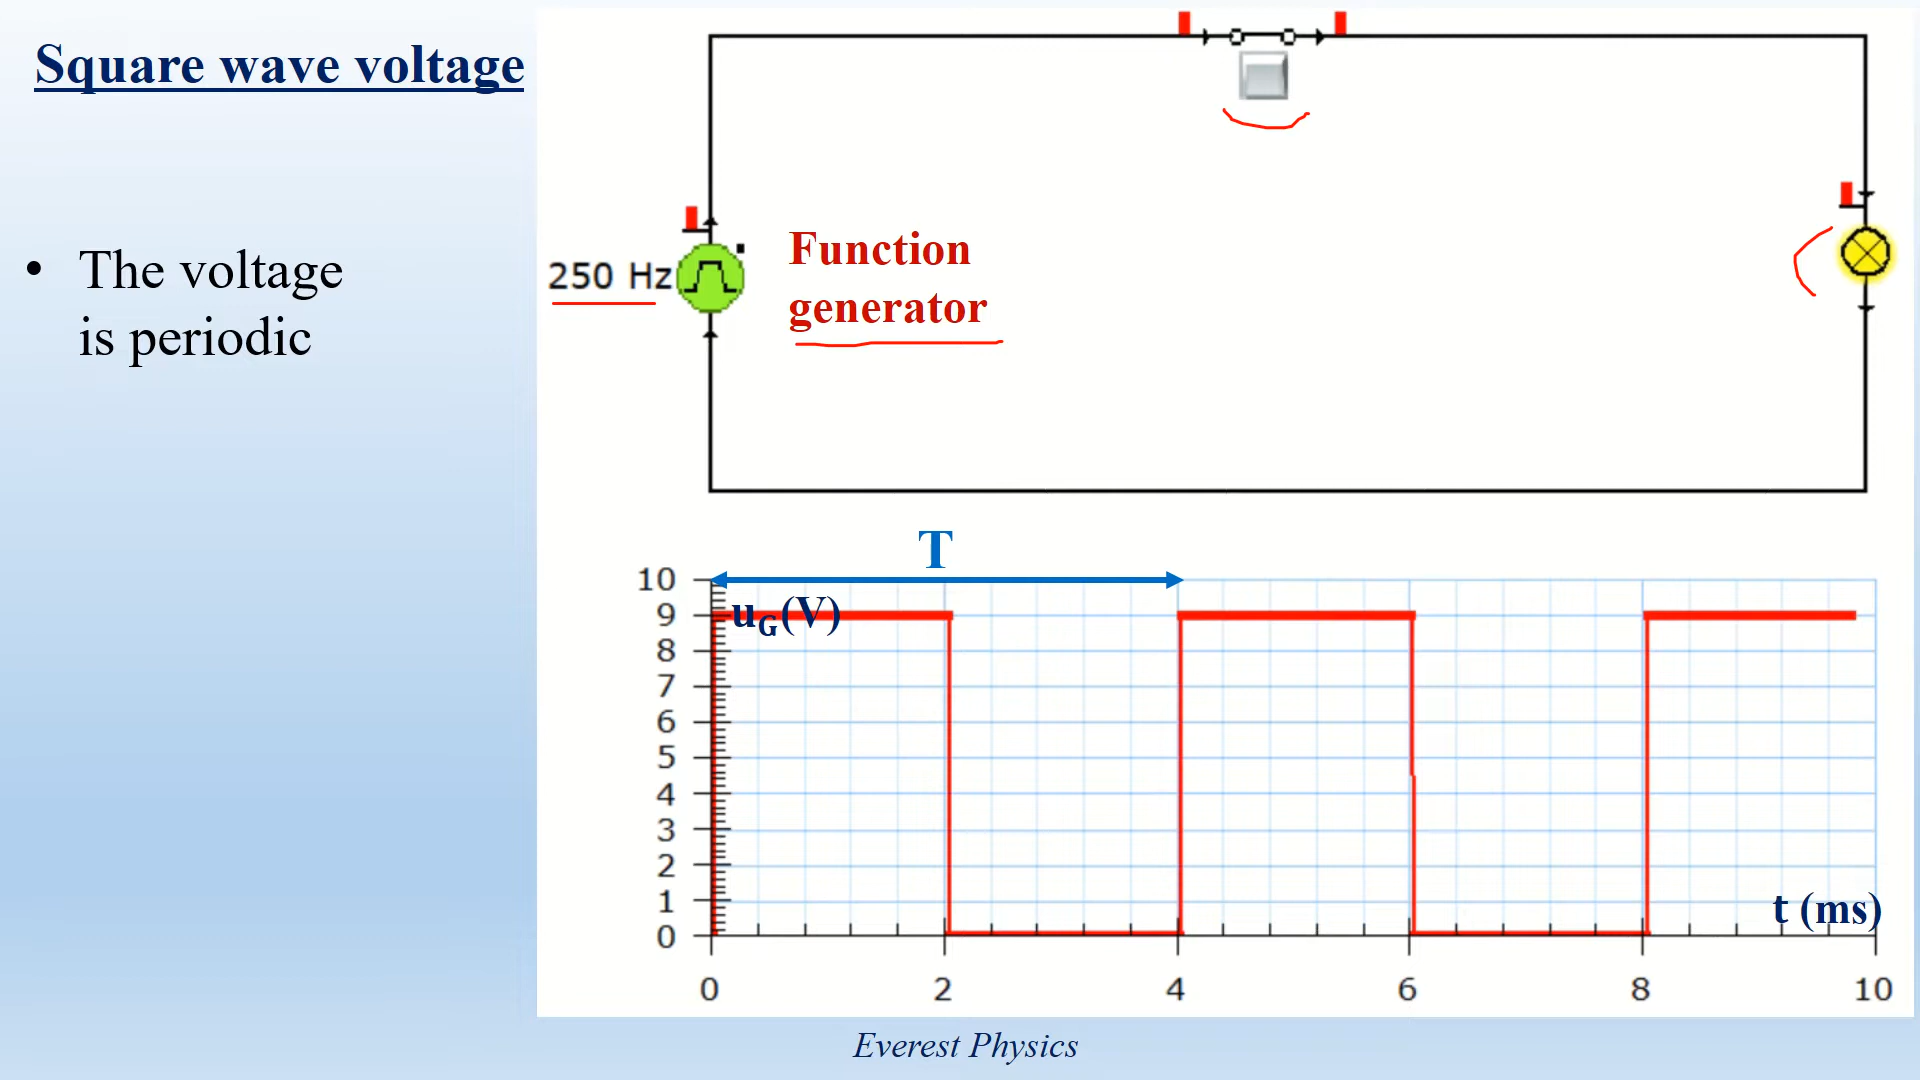 Square wave voltage
• The voltage
is periodic
250 Hz
Function
generator
T
u_G(V)
10
9
8
7
6
5
4
3
2
1
0
t (ms)
0 2 4 6 8 10
Everest Physics